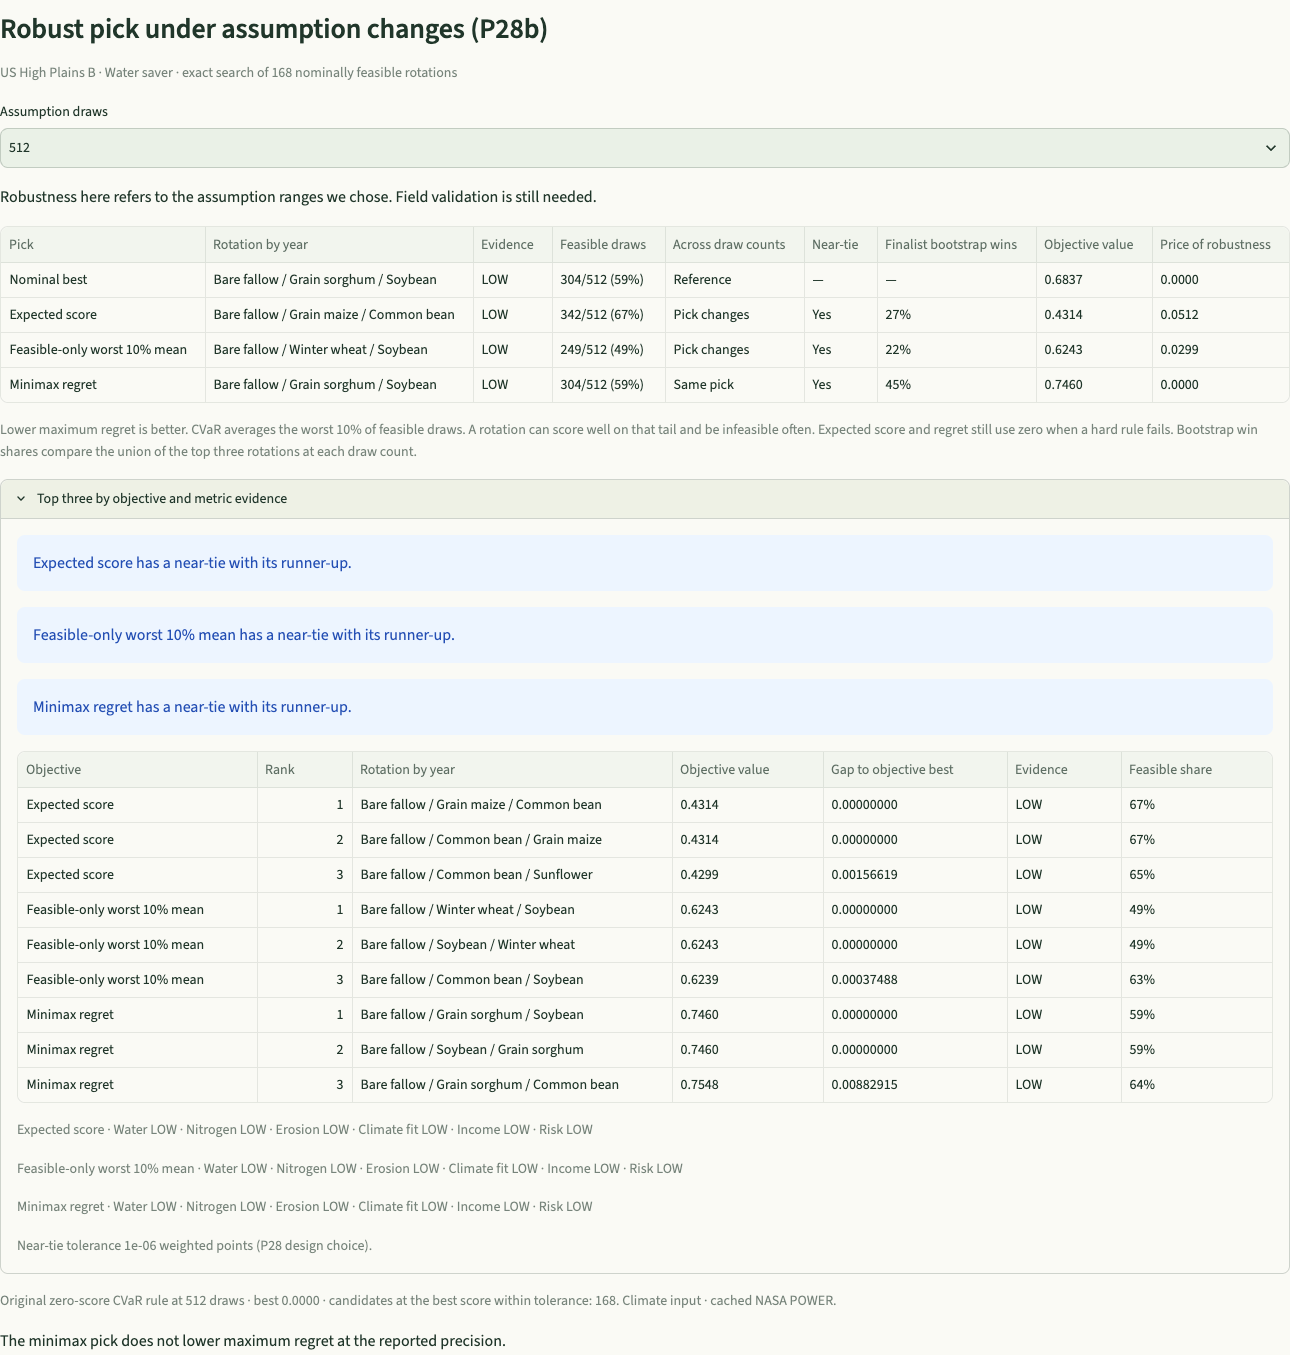 Robust pick under assumption changes (P28b)
US High Plains B · Water saver · exact search of 168 nominally feasible rotations
Assumption draws
512
Robustness here refers to the assumption ranges we chose. Field validation is still needed.
Pick Rotation by year Evidence Feasible draws Across draw counts Near-tie Finalist bootstrap wins Objective value Price of robustness
Nominal best Bare fallow / Grain sorghum / Soybean LOW 304/512 (59%) Reference — — 0.6837 0.0000
Expected score Bare fallow / Grain maize / Common bean LOW 342/512 (67%) Pick changes Yes 27% 0.4314 0.0512
Feasible-only worst 10% mean Bare fallow / Winter wheat / Soybean LOW 249/512 (49%) Pick changes Yes 22% 0.6243 0.0299
Minimax regret Bare fallow / Grain sorghum / Soybean LOW 304/512 (59%) Same pick Yes 45% 0.7460 0.0000
Lower maximum regret is better. CVaR averages the worst 10% of feasible draws. A rotation can score well on that tail and be infeasible often. Expected score and regret still use zero when a hard rule fails. Bootstrap win
shares compare the union of the top three rotations at each draw count.
Top three by objective and metric evidence
Expected score has a near-tie with its runner-up.
Feasible-only worst 10% mean has a near-tie with its runner-up.
Minimax regret has a near-tie with its runner-up.
Objective Rank Rotation by year Objective value Gap to objective best Evidence Feasible share
Expected score 1 Bare fallow / Grain maize / Common bean 0.4314 0.00000000 LOW 67%
Expected score 2 Bare fallow / Common bean / Grain maize 0.4314 0.00000000 LOW 67%
Expected score 3 Bare fallow / Common bean / Sunflower 0.4299 0.00156619 LOW 65%
Feasible-only worst 10% mean 1 Bare fallow / Winter wheat / Soybean 0.6243 0.00000000 LOW 49%
Feasible-only worst 10% mean 2 Bare fallow / Soybean / Winter wheat 0.6243 0.00000000 LOW 49%
Feasible-only worst 10% mean 3 Bare fallow / Common bean / Soybean 0.6239 0.00037488 LOW 63%
Minimax regret 1 Bare fallow / Grain sorghum / Soybean 0.7460 0.00000000 LOW 59%
Minimax regret 2 Bare fallow / Soybean / Grain sorghum 0.7460 0.00000000 LOW 59%
Minimax regret 3 Bare fallow / Grain sorghum / Common bean 0.7548 0.00882915 LOW 64%
Expected score · Water LOW · Nitrogen LOW · Erosion LOW · Climate fit LOW · Income LOW · Risk LOW
Feasible-only worst 10% mean · Water LOW · Nitrogen LOW · Erosion LOW · Climate fit LOW · Income LOW · Risk LOW
Minimax regret · Water LOW · Nitrogen LOW · Erosion LOW · Climate fit LOW · Income LOW · Risk LOW
Near-tie tolerance 1e-06 weighted points (P28 design choice).
Original zero-score CVaR rule at 512 draws · best 0.0000 · candidates at the best score within tolerance: 168. Climate input · cached NASA POWER.
The minimax pick does not lower maximum regret at the reported precision.